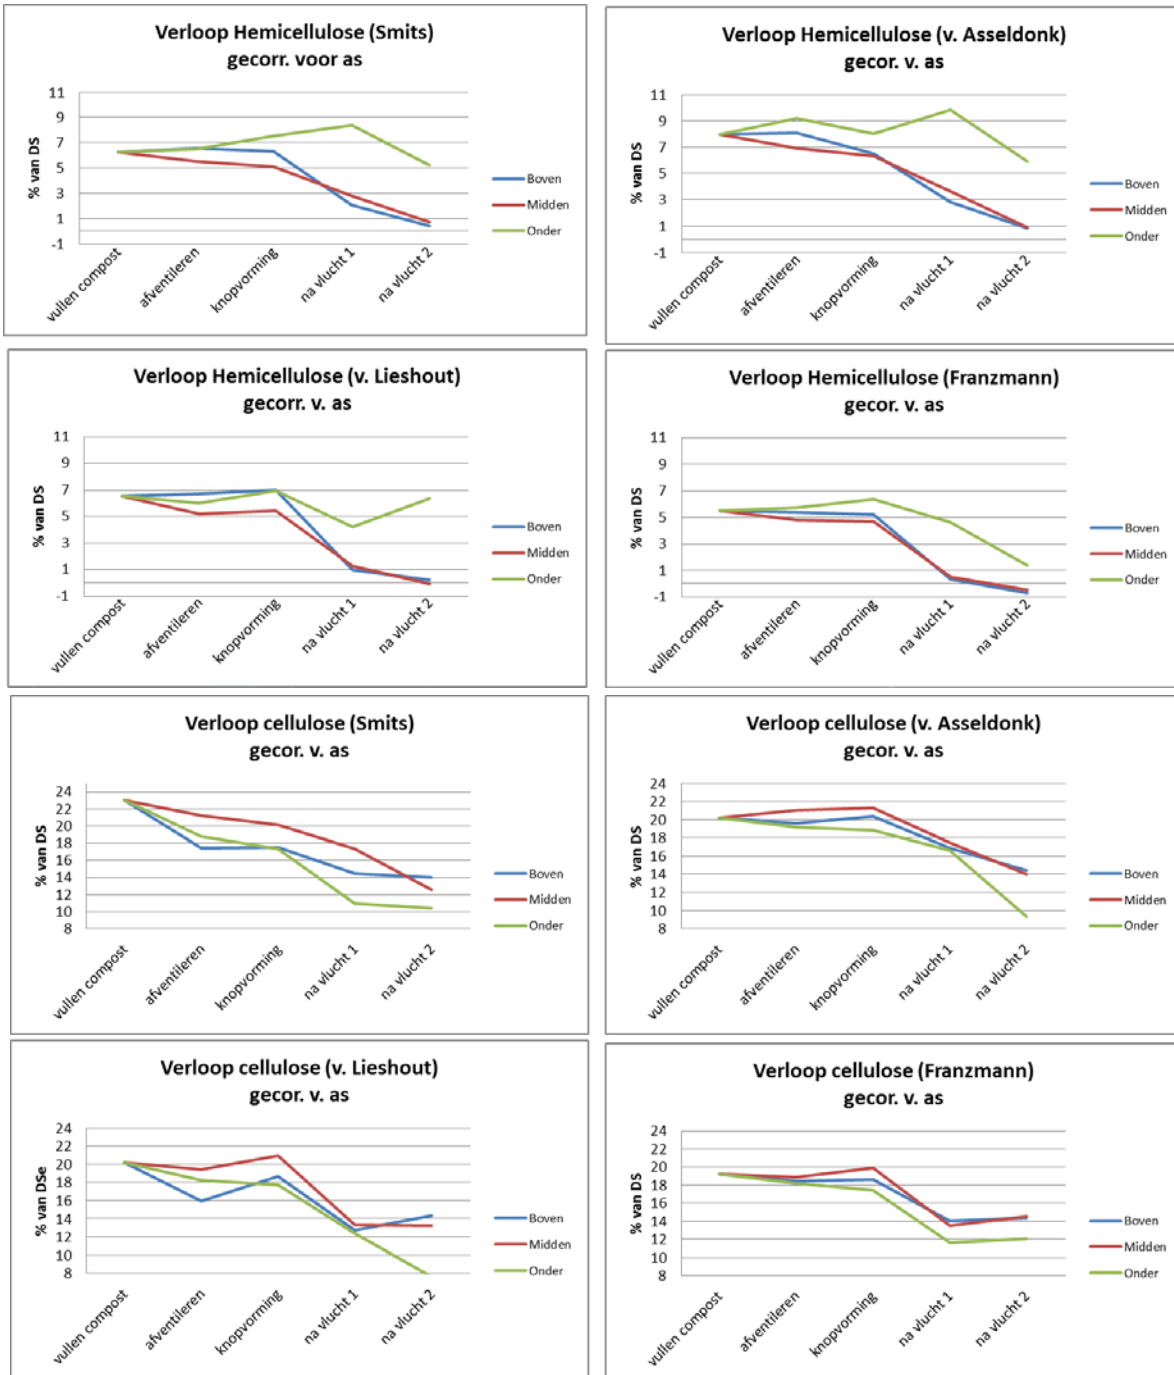 Verloop Hemicellulose (Smits)
gecorr. voor as
% van DS
11
9
7
5
3
1
-1
vullen compost
afventileren
knopvorming
na vlucht 1
na vlucht 2
Boven
Midden
Onder
Verloop Hemicellulose (v. Asseldonk)
gecor. v. as
% van DS
11
9
7
5
3
1
-1
vullen compost
afventileren
knopvorming
na vlucht 1
na vlucht 2
Boven
Midden
Onder
Verloop Hemicellulose (v. Lieshout)
gecorr. v. as
% van DS
11
9
7
5
3
1
-1
vullen compost
afventileren
knopvorming
na vlucht 1
na vlucht 2
Boven
Midden
Onder
Verloop Hemicellulose (Franzmann)
gecor. v. as
% van DS
11
9
7
5
3
1
-1
vullen compost
afventileren
knopvorming
na vlucht 1
na vlucht 2
Boven
Midden
Onder
Verloop cellulose (Smits)
gecor. v. as
% van DS
24
22
20
18
16
14
12
10
8
vullen compost
afventileren
knopvorming
na vlucht 1
na vlucht 2
Boven
Midden
Onder
Verloop cellulose (v. Asseldonk)
gecor. v. as
% van DS
24
22
20
18
16
14
12
10
8
vullen compost
afventileren
knopvorming
na vlucht 1
na vlucht 2
Boven
Midden
Onder
Verloop cellulose (v. Lieshout)
gecor. v. as
% van DSe
24
22
20
18
16
14
12
10
8
vullen compost
afventileren
knopvorming
na vlucht 1
na vlucht 2
Boven
Midden
Onder
Verloop cellulose (Franzmann)
gecor. v. as
% van DS
24
22
20
18
16
14
12
10
8
vullen compost
afventileren
knopvorming
na vlucht 1
na vlucht 2
Boven
Midden
Onder